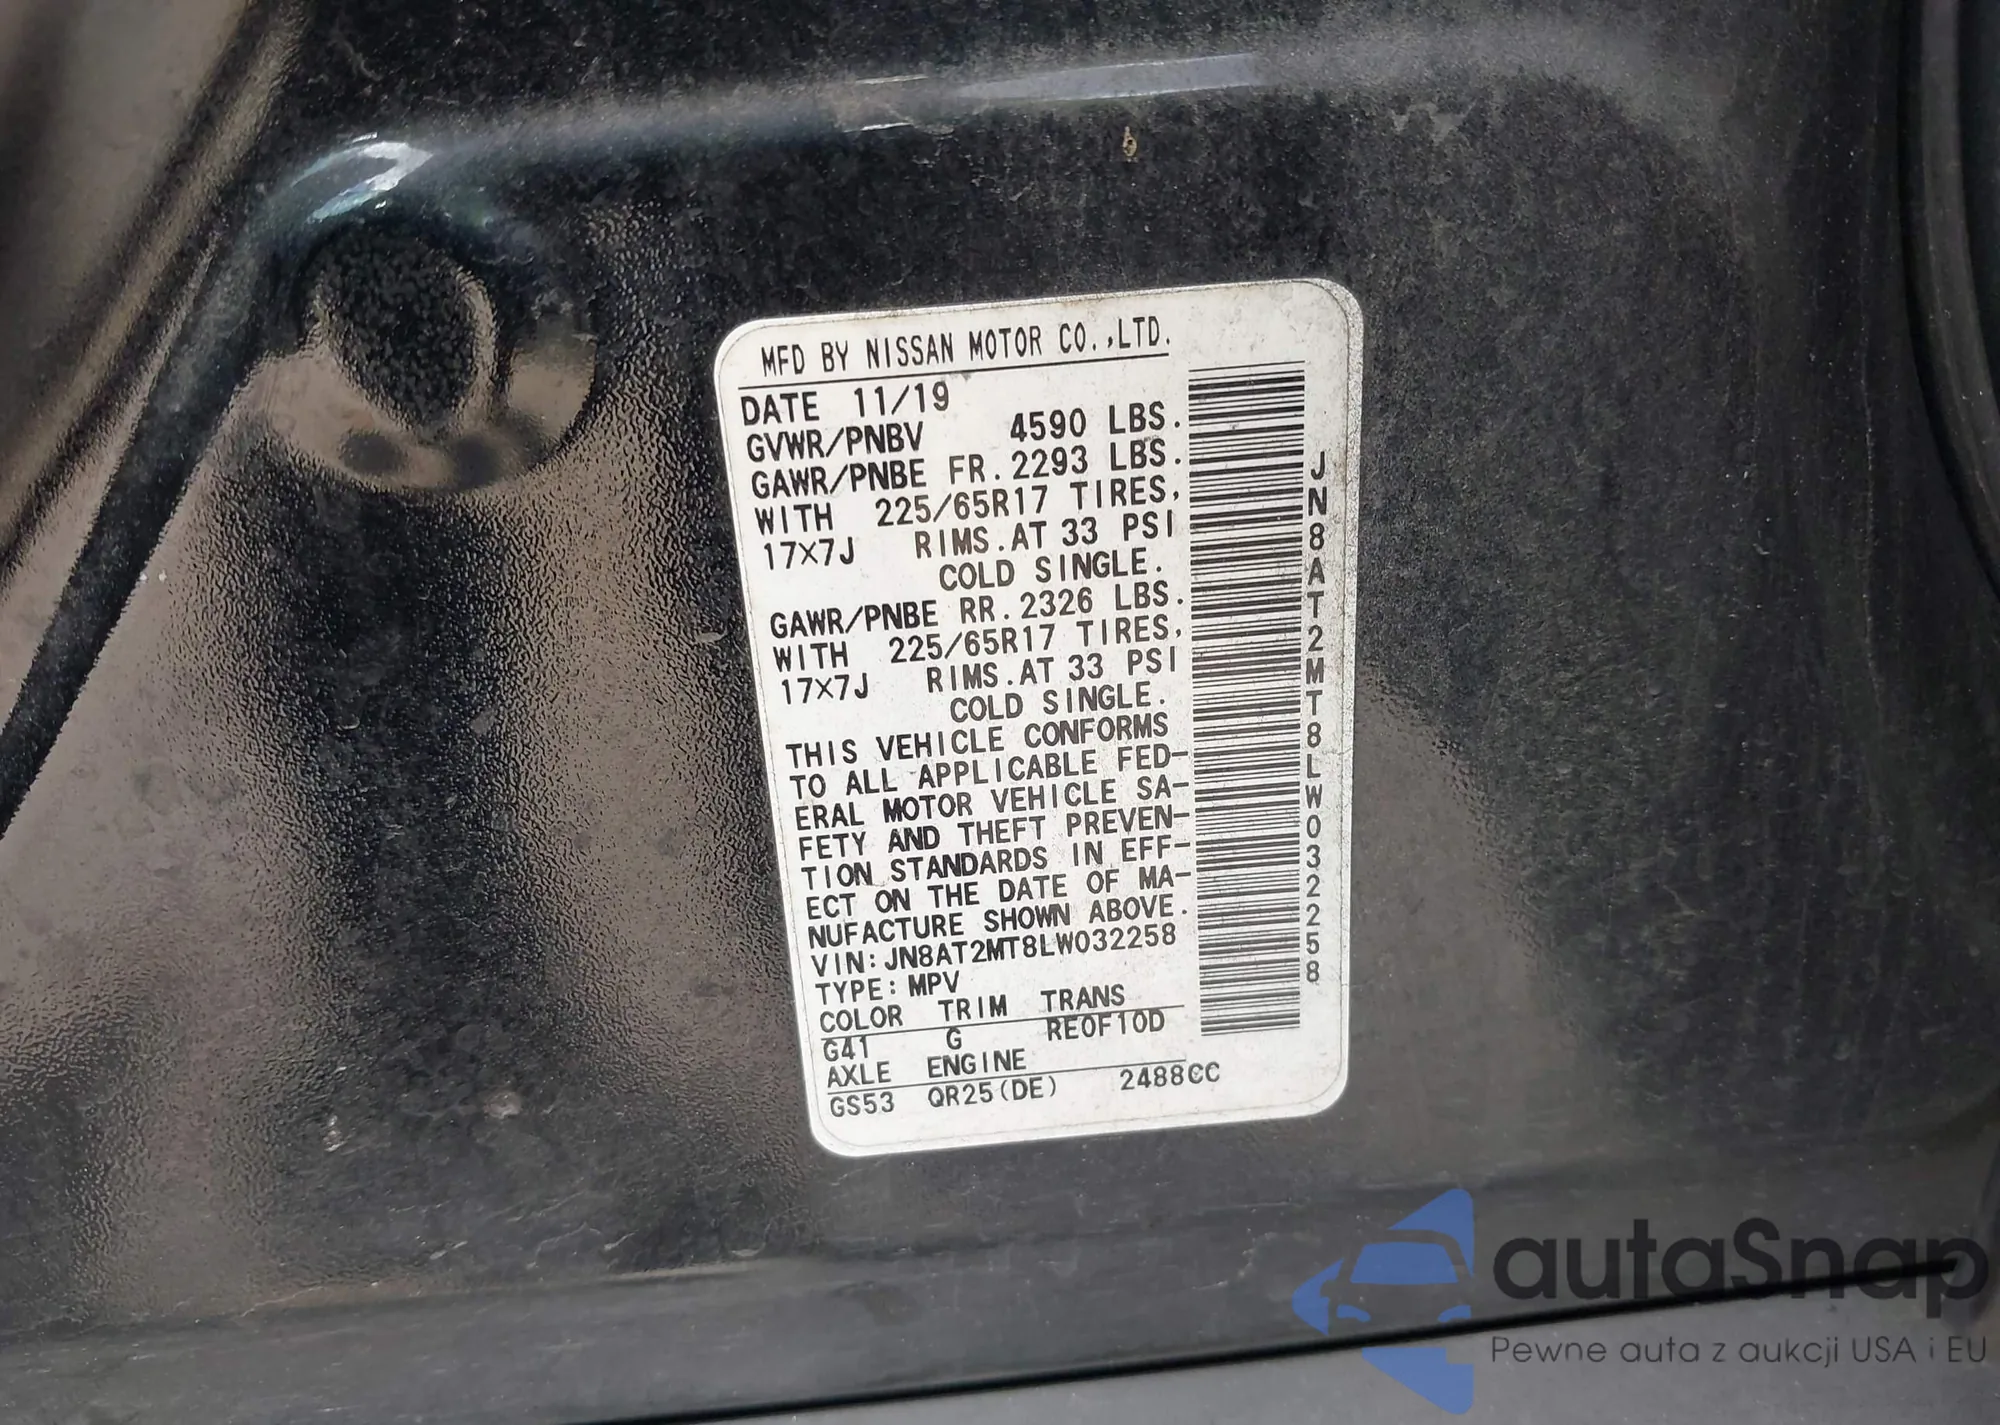 MFD BY NISSAN MOTOR CO.,LTD.
DATE 11/19
GVWR/PNBV 4590 LBS.
GAWR/PNBE FR. 2293 LBS.
WITH 225/65R17 TIRES,
17X7J RIMS.AT 33 PSI
COLD SINGLE.
GAWR/PNBE RR. 2326 LBS.
WITH 225/65R17 TIRES,
17X7J RIMS.AT 33 PSI
COLD SINGLE.
THIS VEHICLE CONFORMS
TO ALL APPLICABLE FED-
ERAL MOTOR VEHICLE SA-
FETY AND THEFT PREVEN-
TION STANDARDS IN EFF-
ECT ON THE DATE OF MA-
NUFACTURE SHOWN ABOVE.
VIN:JN8AT2MT8LW032258
TYPE:MPV
COLOR TRIM TRANS
G41 G RE0F10D
AXLE ENGINE
GS53 QR25(DE) 2488CC
JN8AT2MT8LW032258
autaSnap
Pewne auta z aukcji USA i EU